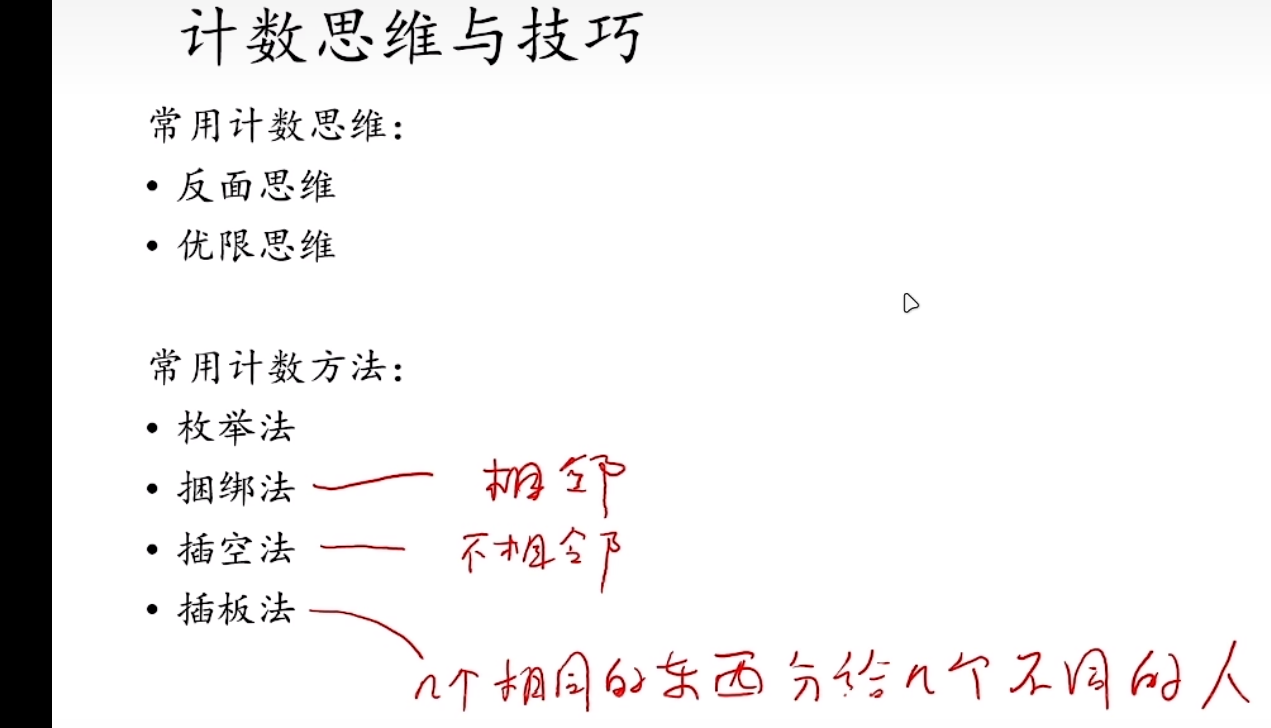 计数思维与技巧
常用计数思维：
• 反面思维
• 优限思维
常用计数方法：
• 枚举法
• 捆绑法 相邻
• 插空法 不相邻
• 插板法
n个相同的东西分给n个不同的人